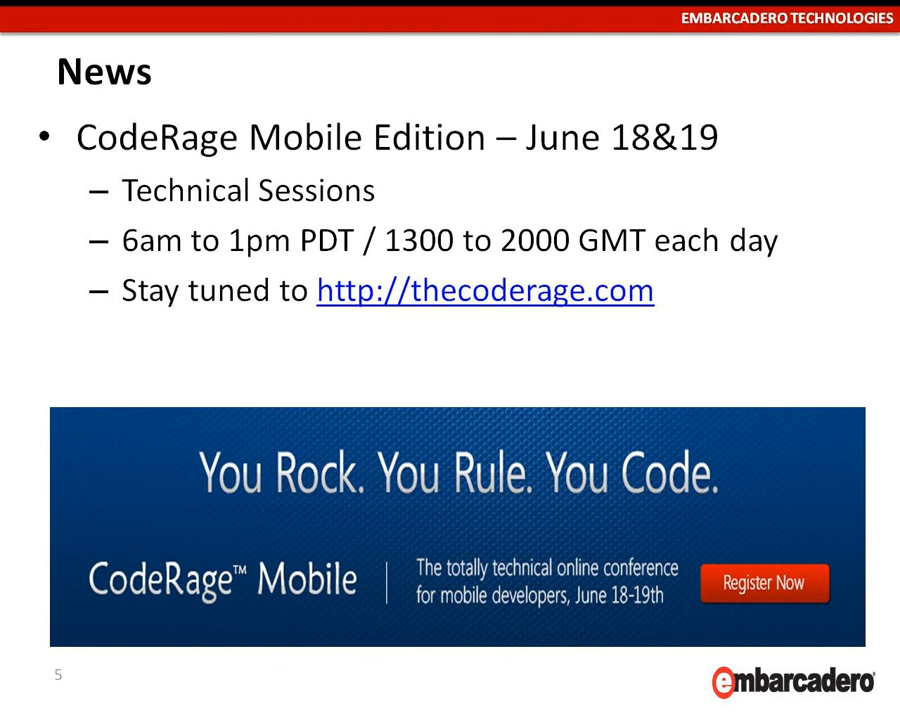 EMBARCADERO TECHNOLOGIES
News
• CodeRage Mobile Edition – June 18&19
– Technical Sessions
– 6am to 1pm PDT / 1300 to 2000 GMT each day
– Stay tuned to http://thecoderage.com
You Rock. You Rule. You Code.
CodeRage™ Mobile
The totally technical online conference
for mobile developers, June 18-19th
Register Now
5
embarcadero